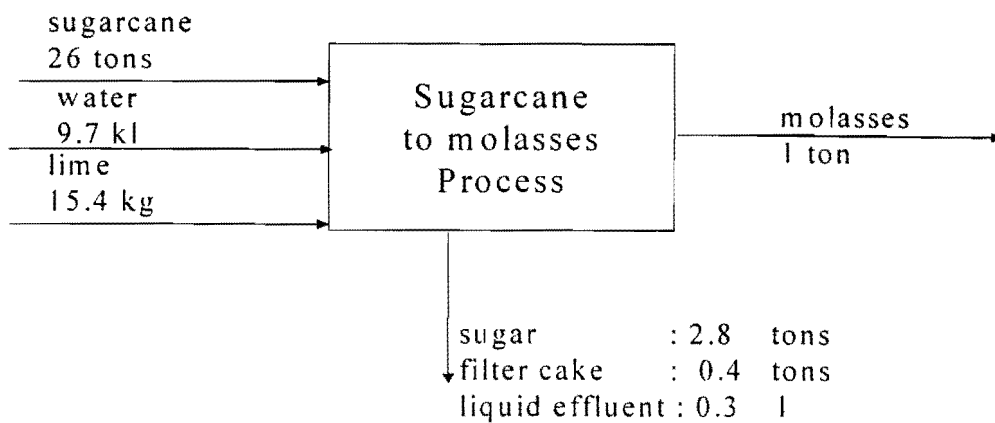 sugarcane
26 tons
water
9.7 kl
lime
15.4 kg
Sugarcane
to molasses
Process
molasses
1 ton
sugar : 2.8 tons
filter cake : 0.4 tons
liquid effluent : 0.3 l